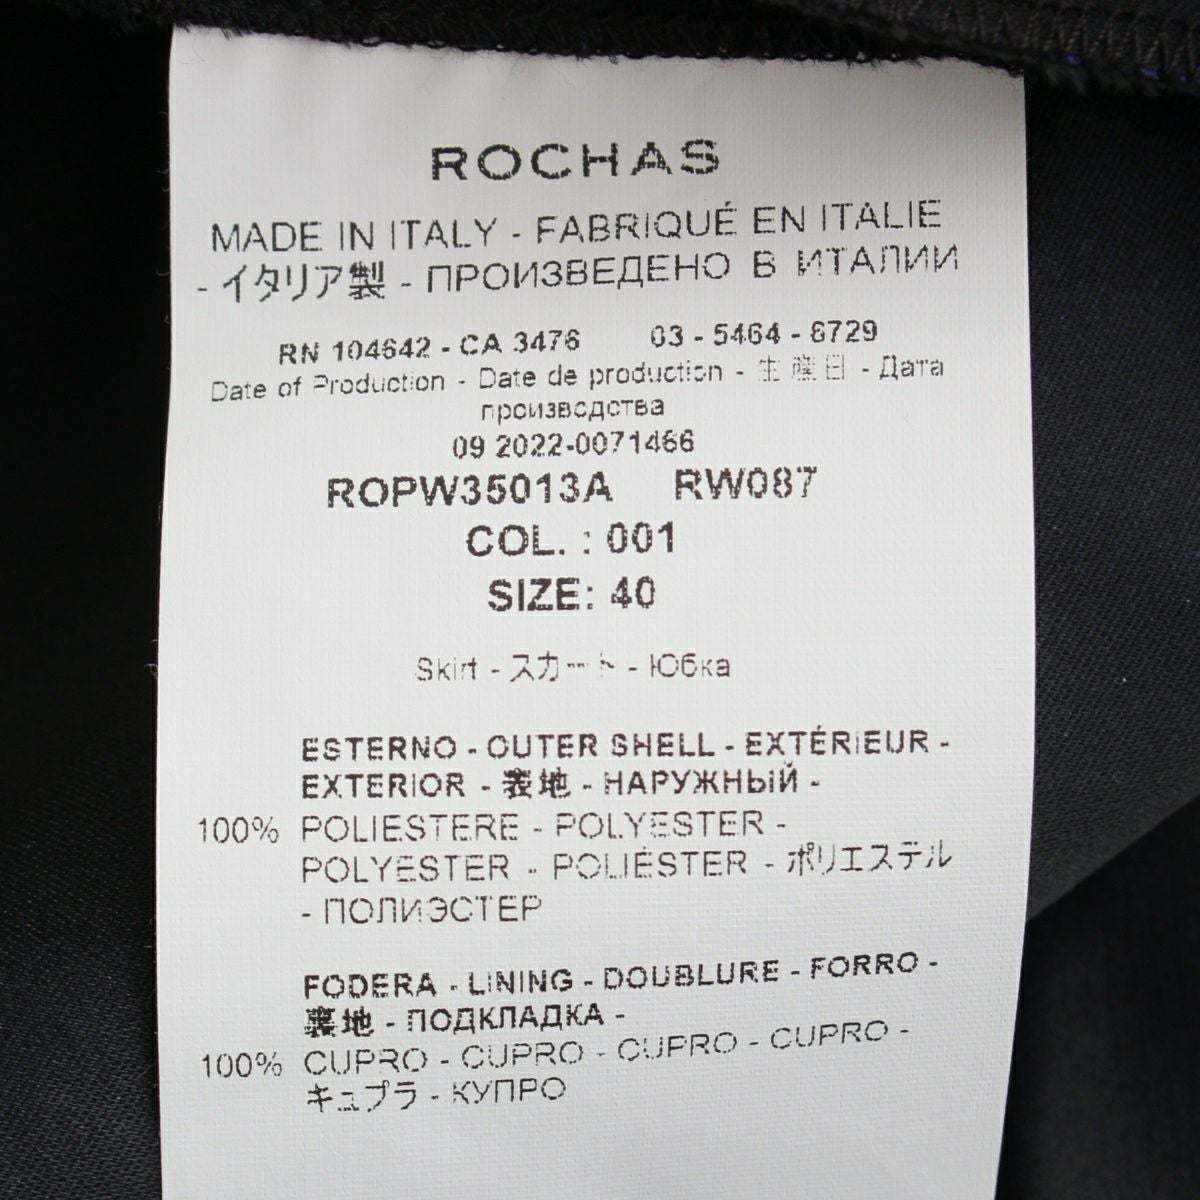 ROCHAS
MADE IN ITALY - FABRIQUÉ EN ITALIE
- イタリア製 - ПРОИЗВЕДЕНО В ИТАЛИИ
RN 104642 - CA 3476 03 - 5464 - 8729
Date of Production - Date de production - 生産日 - Дата
производства
09 2022-0071466
ROPW35013A RW087
COL. : 001
SIZE: 40
Skirt - スカート - Юбка
ESTERNO - OUTER SHELL - EXTÉRIEUR -
EXTERIOR - 表地 - НАРУЖНЫЙ -
100% POLIESTERE - POLYESTER -
POLYESTER - POLIÉSTER - ポリエステル
- ПОЛИЭСТЕР
FODERA - LINING - DOUBLURE - FORRO -
裏地 - ПОДКЛАДКА -
100% CUPRO - CUPRO - CUPRO - CUPRO -
キュプラ - КУПРО